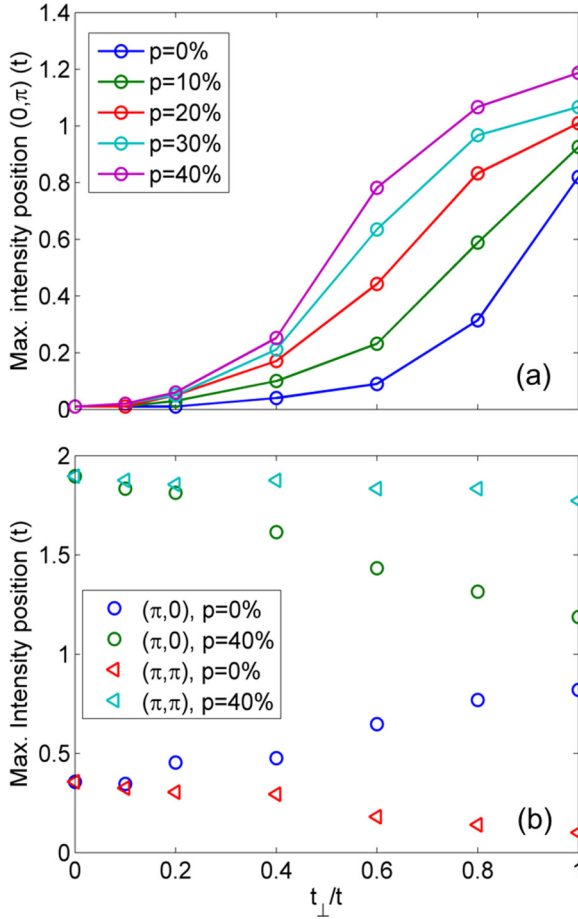 1.4
1.2
1
0.8
0.6
0.4
0.2
0
Max. intensity position (0,π) (t)
p=0%
p=10%
p=20%
p=30%
p=40%
(a)
2
1.5
1
0.5
0
Max. Intensity position (t)
(π,0), p=0%
(π,0), p=40%
(π,π), p=0%
(π,π), p=40%
(b)
0 0.2 0.4 0.6 0.8 1
t⊥/t